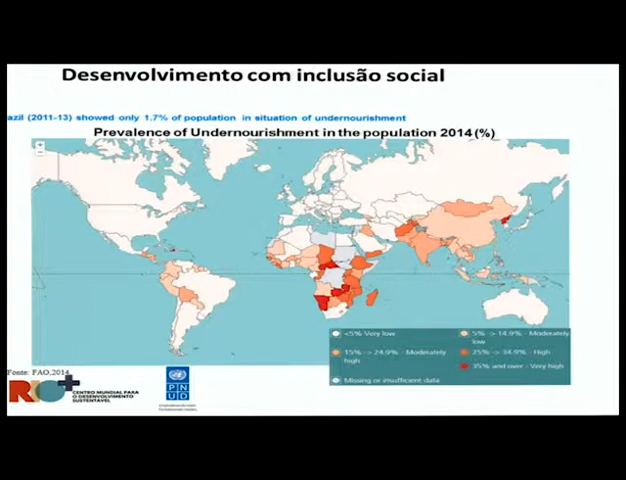 Desenvolvimento com inclusão social
azil (2011-13) showed only 1.7% of population in situation of undernourishment
Prevalence of Undernourishment in the population 2014 (%)
<5% Very low
5% -> 14.9% - Moderately low
15% -> 24.9% - Moderately high
25% -> 34.9% - High
35% and over - Very high
Missing or insufficient data
Fonte: FAO,2014
RIO+
CENTRO MUNDIAL PARA
O DESENVOLVIMENTO
SUSTENTÁVEL
P N
U D